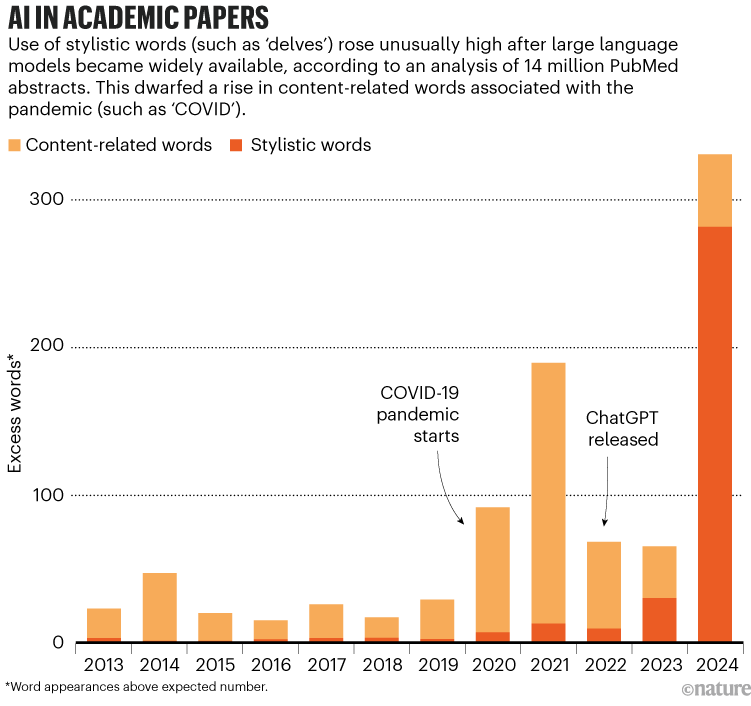 AI IN ACADEMIC PAPERS
Use of stylistic words (such as ‘delves’) rose unusually high after large language
models became widely available, according to an analysis of 14 million PubMed
abstracts. This dwarfed a rise in content-related words associated with the
pandemic (such as ‘COVID’).
Content-related words Stylistic words
300
200
100
0
Excess words*
COVID-19
pandemic
starts
ChatGPT
released
2013 2014 2015 2016 2017 2018 2019 2020 2021 2022 2023 2024
*Word appearances above expected number.
©nature